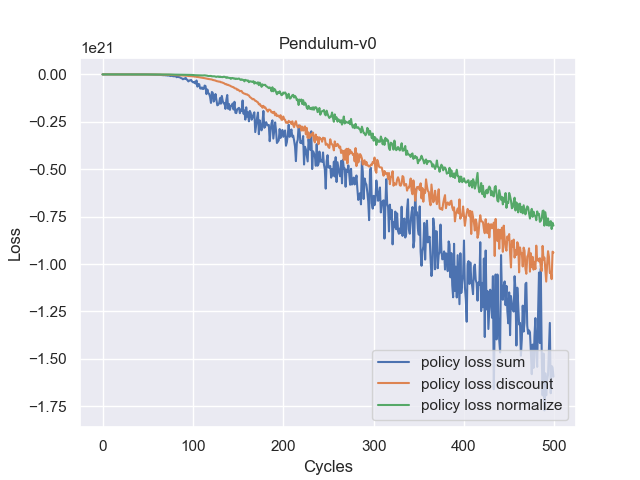 Pendulum-v0
1e21
0.00
−0.25
−0.50
−0.75
−1.00
−1.25
−1.50
−1.75
Loss
policy loss sum
policy loss discount
policy loss normalize
0 100 200 300 400 500
Cycles